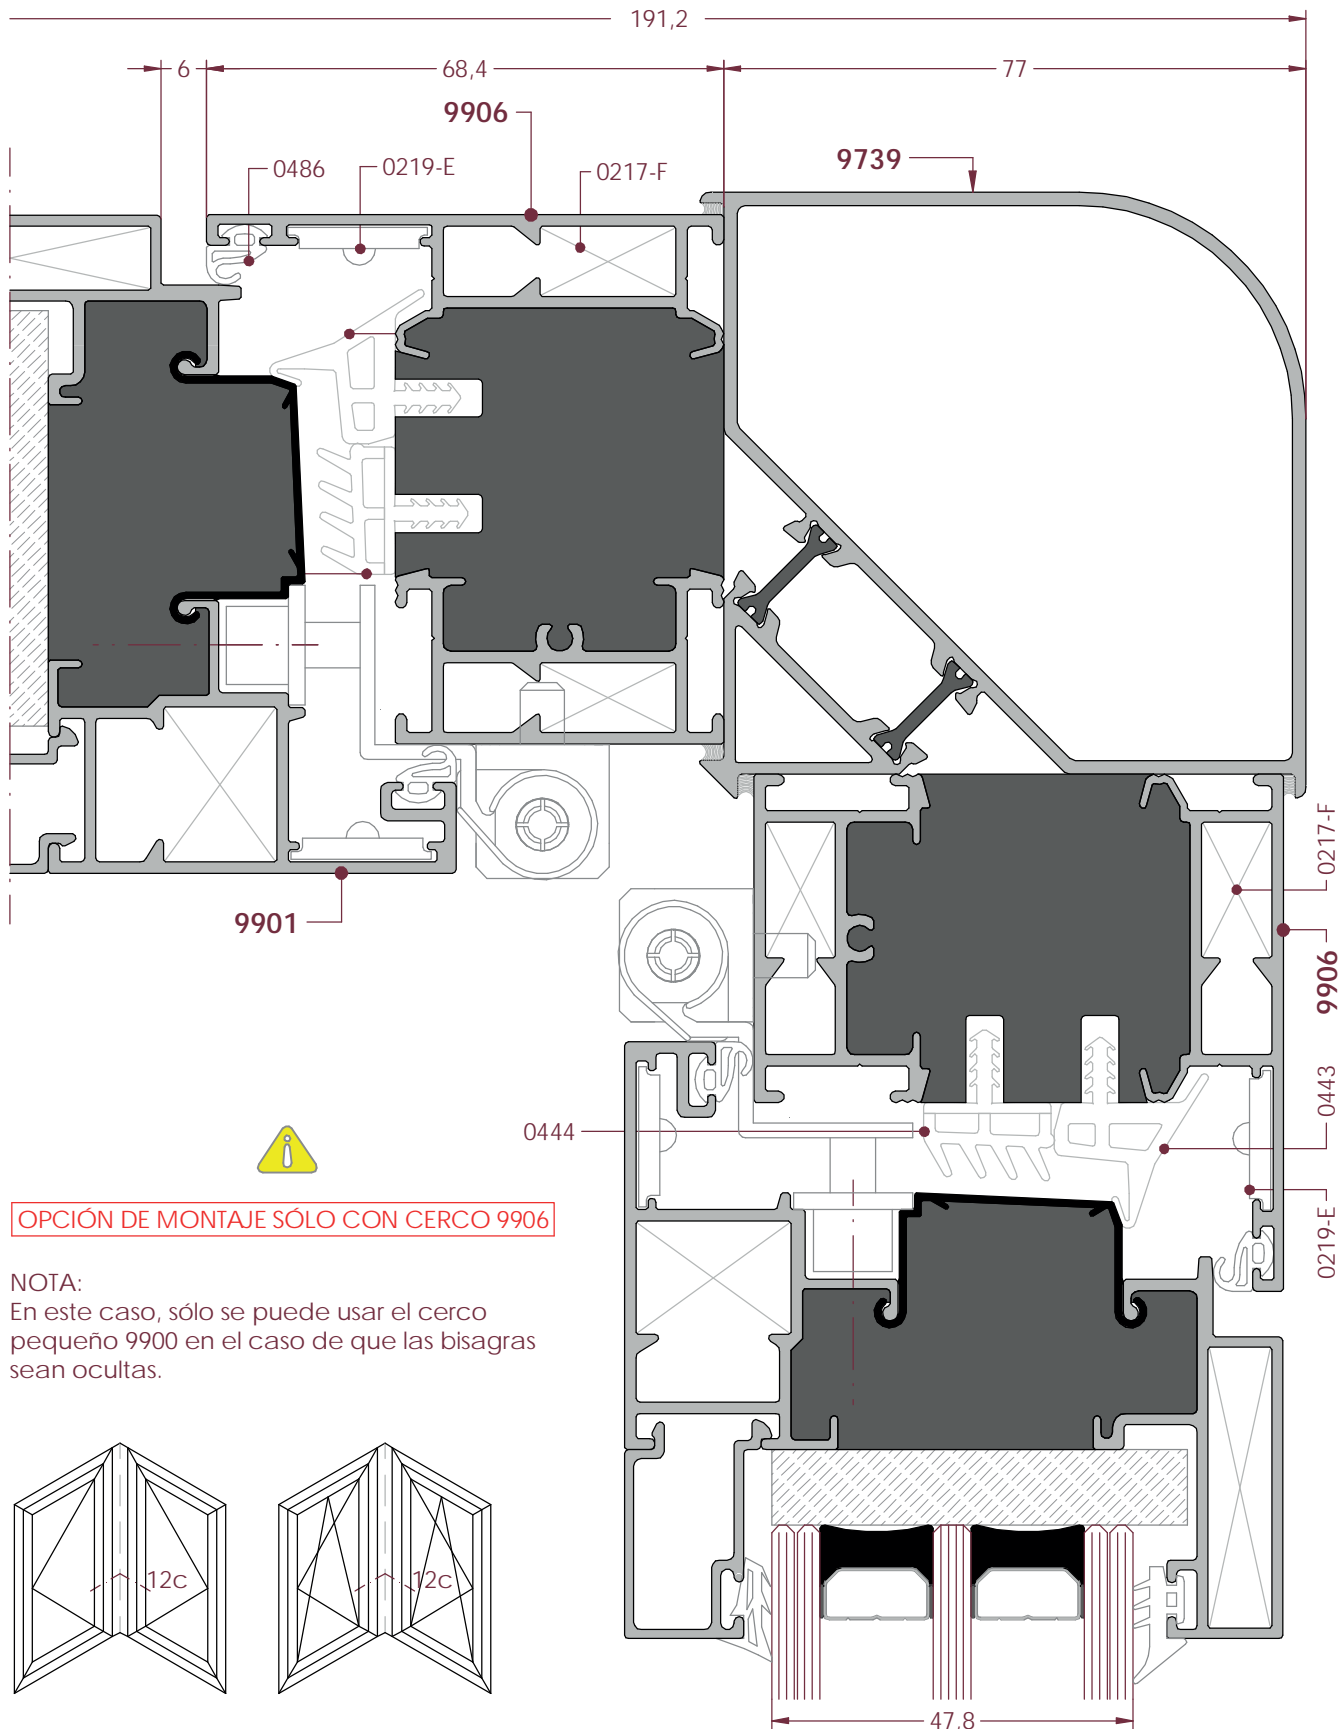 191,2
6
68,4
77
9906
9739
0486
0219-E
0217-F
9901
0217-F
9906
0443
0444
0219-E
OPCIÓN DE MONTAJE SÓLO CON CERCO 9906
NOTA:
En este caso, sólo se puede usar el cerco
pequeño 9900 en el caso de que las bisagras
sean ocultas.
12c
12c
47,8